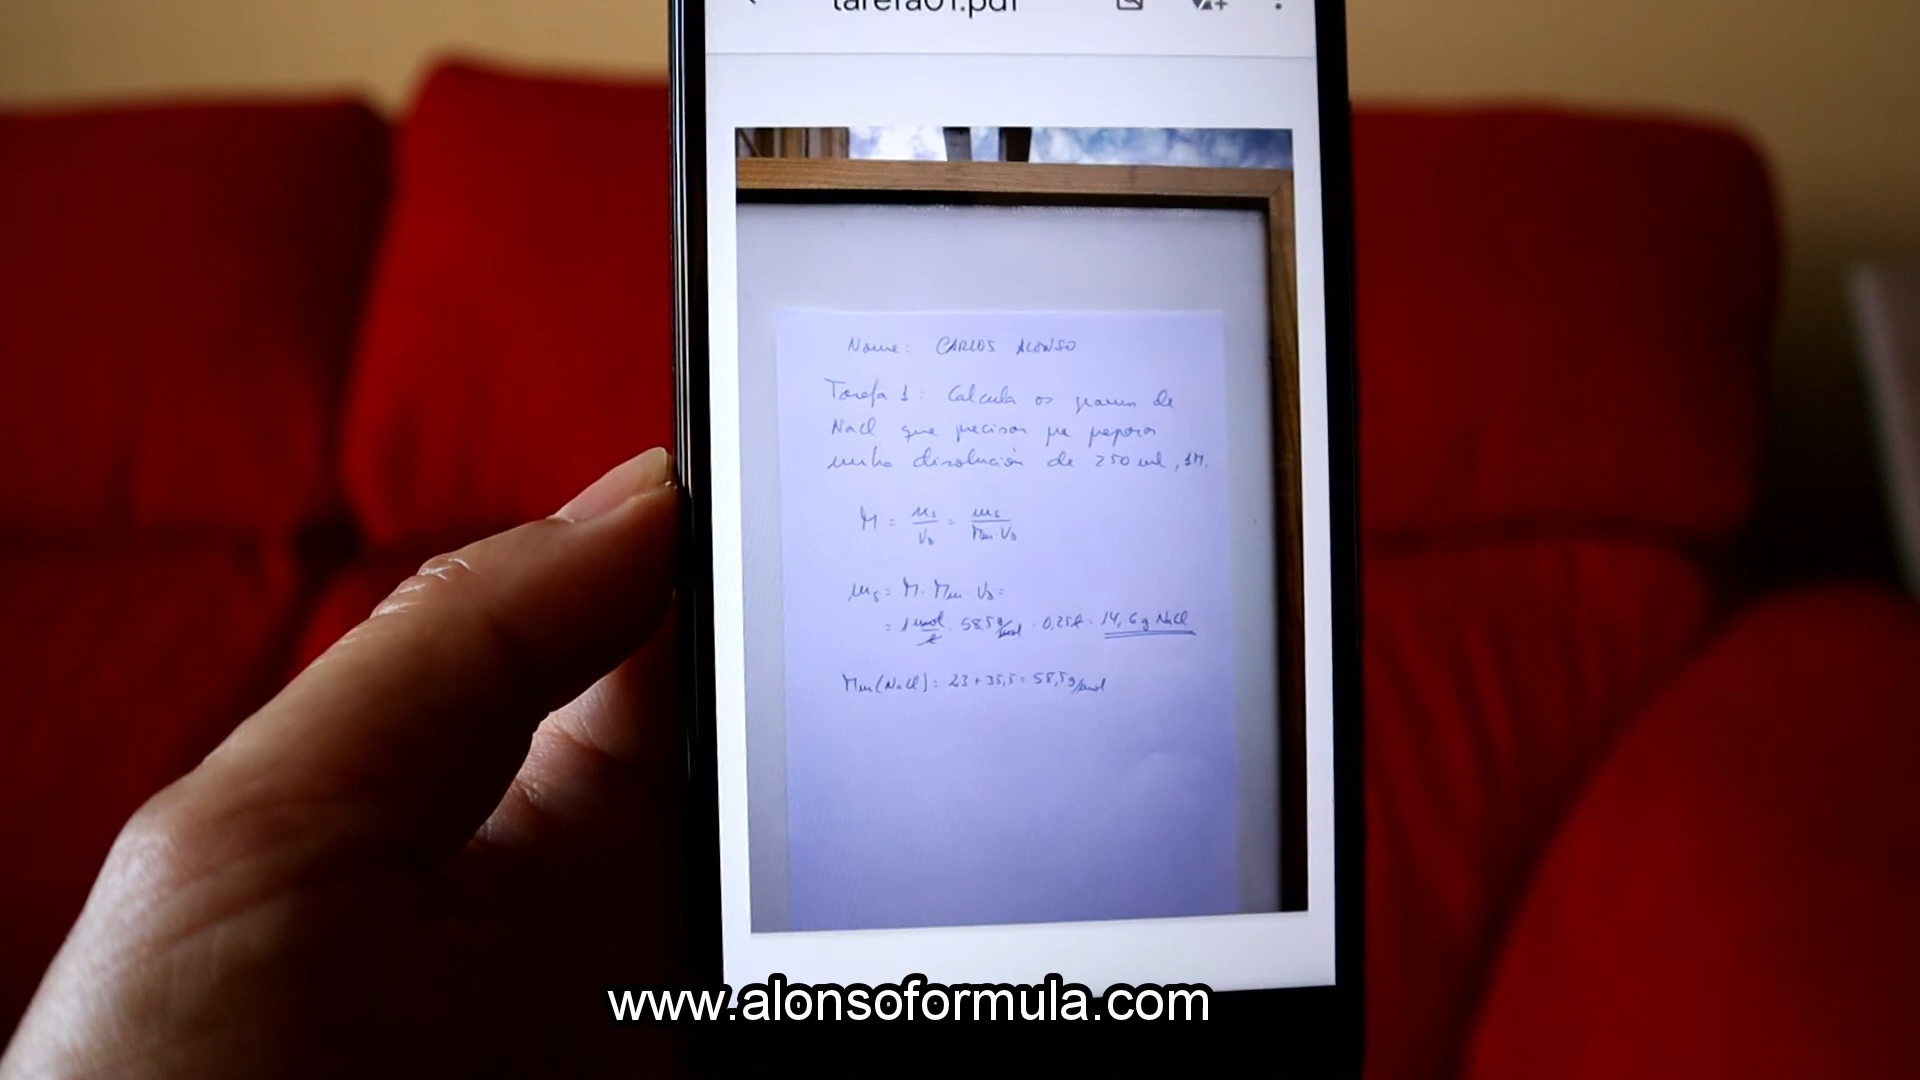 tarefa01.pdf
Nome: CARLOS ALONSO
Tarefa 1: Calcula os gramos de
NaCl que precisas pa preparar
unha disolución de 250 ml, 1M.
M = ns/VD = ms/Mm·VD
ms = M · Mm · VD =
= 1 mol/l · 58,5 g/mol · 0,25 l = 14,6 g NaCl
Mm (NaCl) = 23 + 35,5 = 58,5 g/mol
www.alonsoformula.com